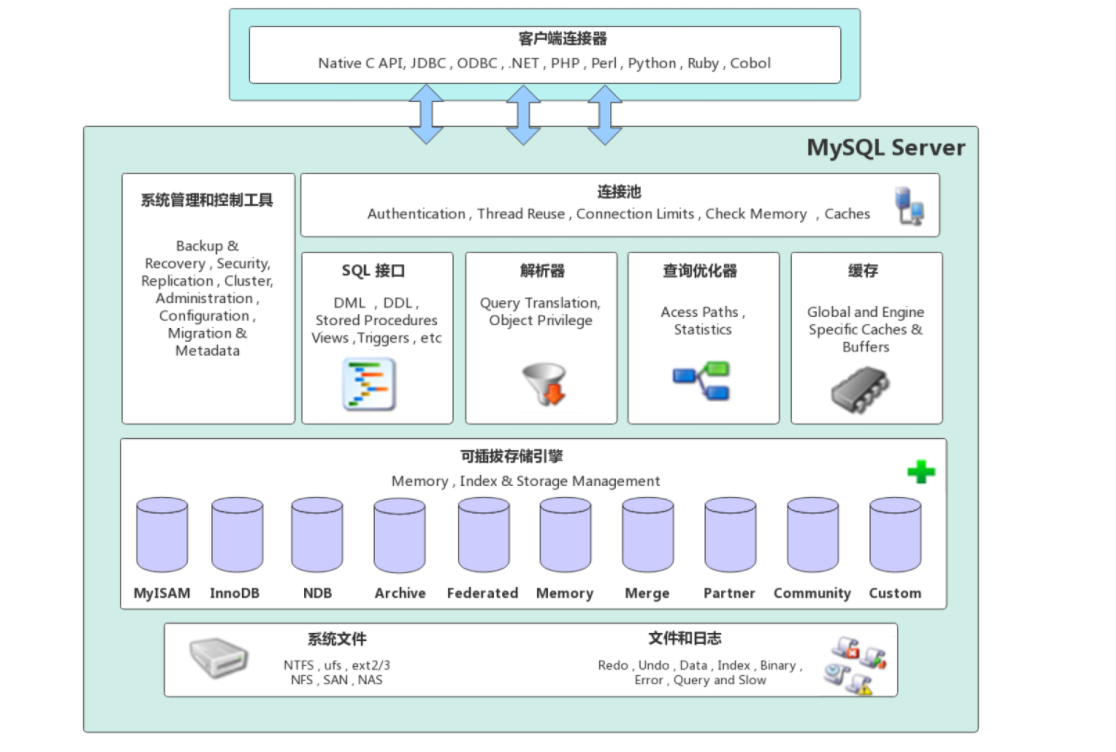 客户端连接器
Native C API, JDBC , ODBC , .NET , PHP , Perl , Python , Ruby , Cobol
MySQL Server
系统管理和控制工具
Backup &
Recovery , Security,
Replication , Cluster,
Administration ,
Configuration ,
Migration &
Metadata
连接池
Authentication , Thread Reuse , Connection Limits , Check Memory , Caches
SQL 接口
DML , DDL ,
Stored Procedures
Views ,Triggers , etc
解析器
Query Translation,
Object Privilege
查询优化器
Acess Paths ,
Statistics
缓存
Global and Engine
Specific Caches &
Buffers
可插拔存储引擎
Memory , Index & Storage Management
MyISAM
InnoDB
NDB
Archive
Federated
Memory
Merge
Partner
Community
Custom
系统文件
NTFS , ufs , ext2/3
NFS , SAN , NAS
文件和日志
Redo , Undo , Data , Index , Binary ,
Error , Query and Slow